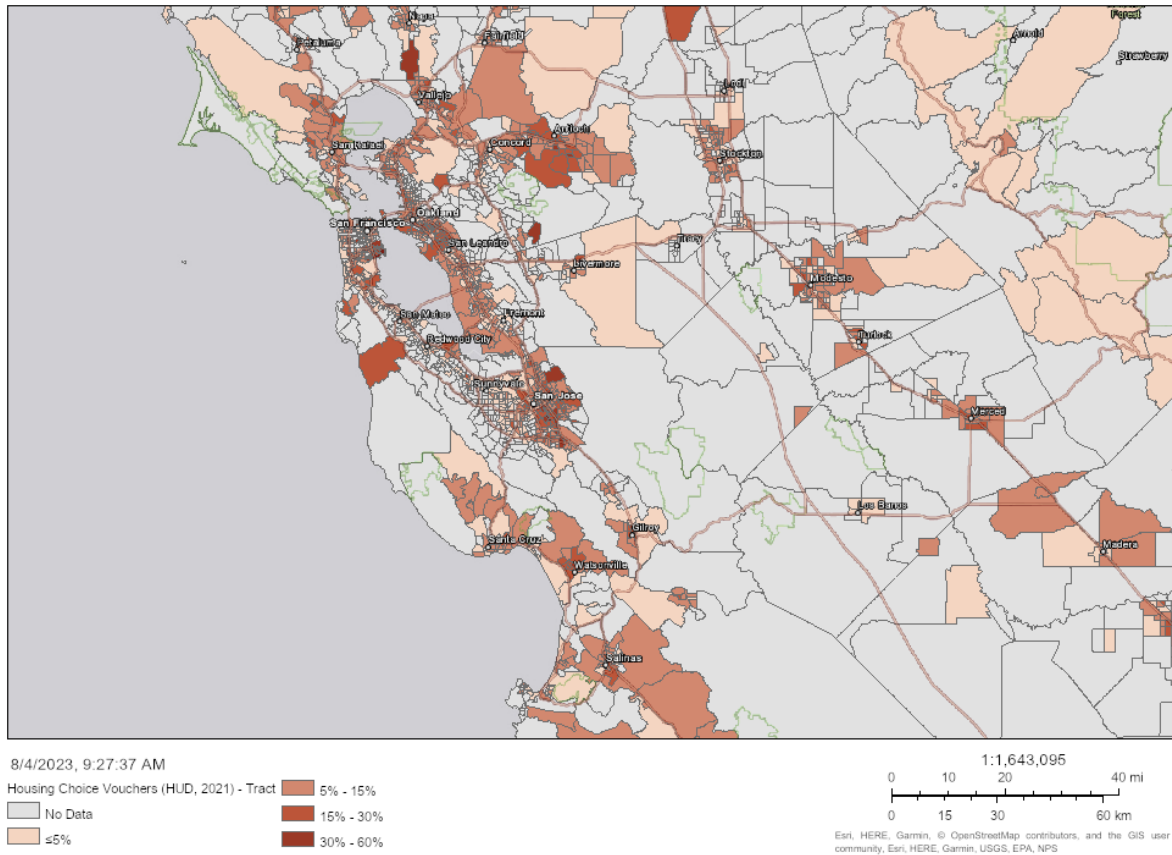 Napa
Forest
Petaluma
Fairfield
Arnold
Strawberry
Vallejo
Lodi
San Rafael
Concord
Antioch
Stockton
Oakland
San Francisco
San Leandro
Tracy
Livermore
Modesto
San Mateo
Fremont
Redwood City
Turlock
Sunnyvale
San Jose
Merced
Los Banos
Gilroy
Santa Cruz
Madera
Watsonville
Salinas
8/4/2023, 9:27:37 AM
Housing Choice Vouchers (HUD, 2021) - Tract
No Data
≤5%
5% - 15%
15% - 30%
30% - 60%
1:1,643,095
0 10 20 40 mi
0 15 30 60 km
Esri, HERE, Garmin, © OpenStreetMap contributors, and the GIS user
community, Esri, HERE, Garmin, USGS, EPA, NPS